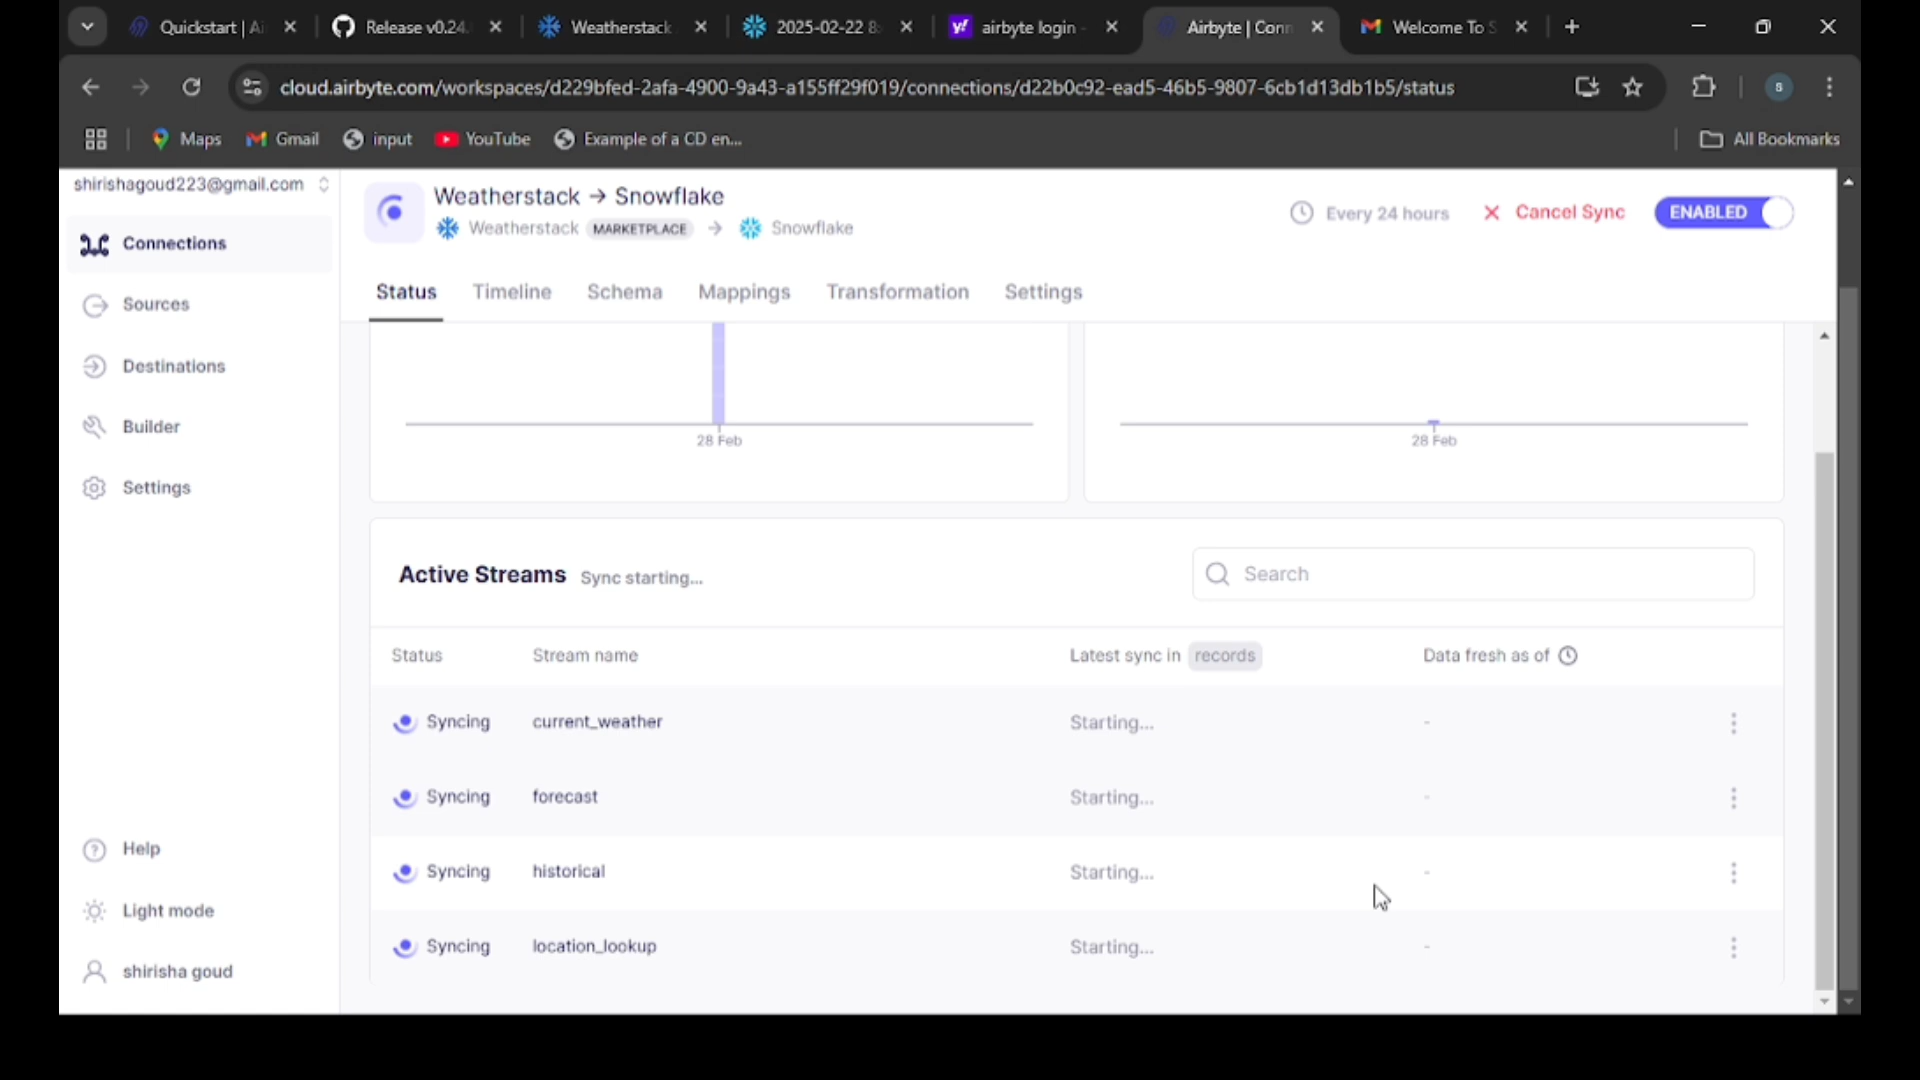 Quickstart | Ai
Release v0.24.
Weatherstack
2025-02-22 8:
y!
airbyte login -
Airbyte | Conn
Welcome To S
cloud.airbyte.com/workspaces/d229bfed-2afa-4900-9a43-a155ff29f019/connections/d22b0c92-ead5-46b5-9807-6cb1d13db1b5/status
s
Maps
Gmail
input
YouTube
Example of a CD en...
All Bookmarks
shirishagoud223@gmail.com
Connections
Sources
Destinations
Builder
Settings
Help
Light mode
shirisha goud
Weatherstack → Snowflake
Weatherstack MARKETPLACE → Snowflake
Every 24 hours
Cancel Sync
ENABLED
Status Timeline Schema Mappings Transformation Settings
28 Feb
28 Feb
Active Streams Sync starting...
Search
Status Stream name Latest sync in records Data fresh as of
Syncing current_weather Starting... -
Syncing forecast Starting... -
Syncing historical Starting... -
Syncing location_lookup Starting... -